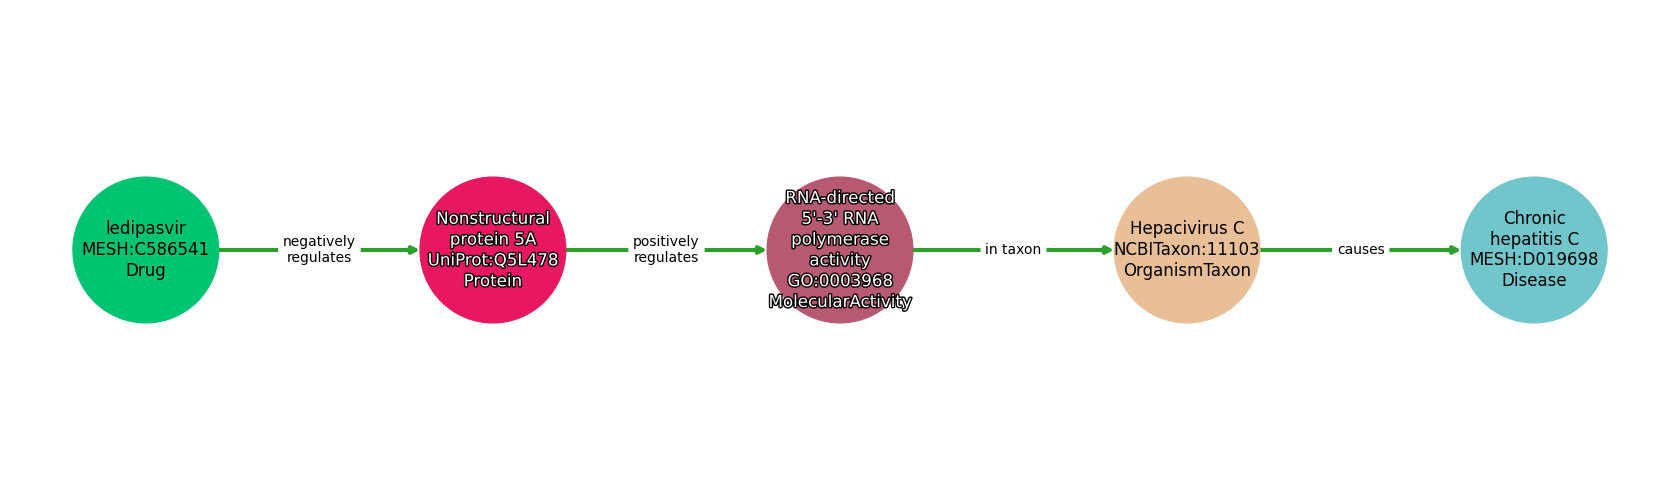 ledipasvir
MESH:C586541
Drug
negatively
regulates
Nonstructural
protein 5A
UniProt:Q5L478
Protein
positively
regulates
RNA-directed
5'-3' RNA
polymerase
activity
GO:0003968
MolecularActivity
in taxon
Hepacivirus C
NCBITaxon:11103
OrganismTaxon
causes
Chronic
hepatitis C
MESH:D019698
Disease